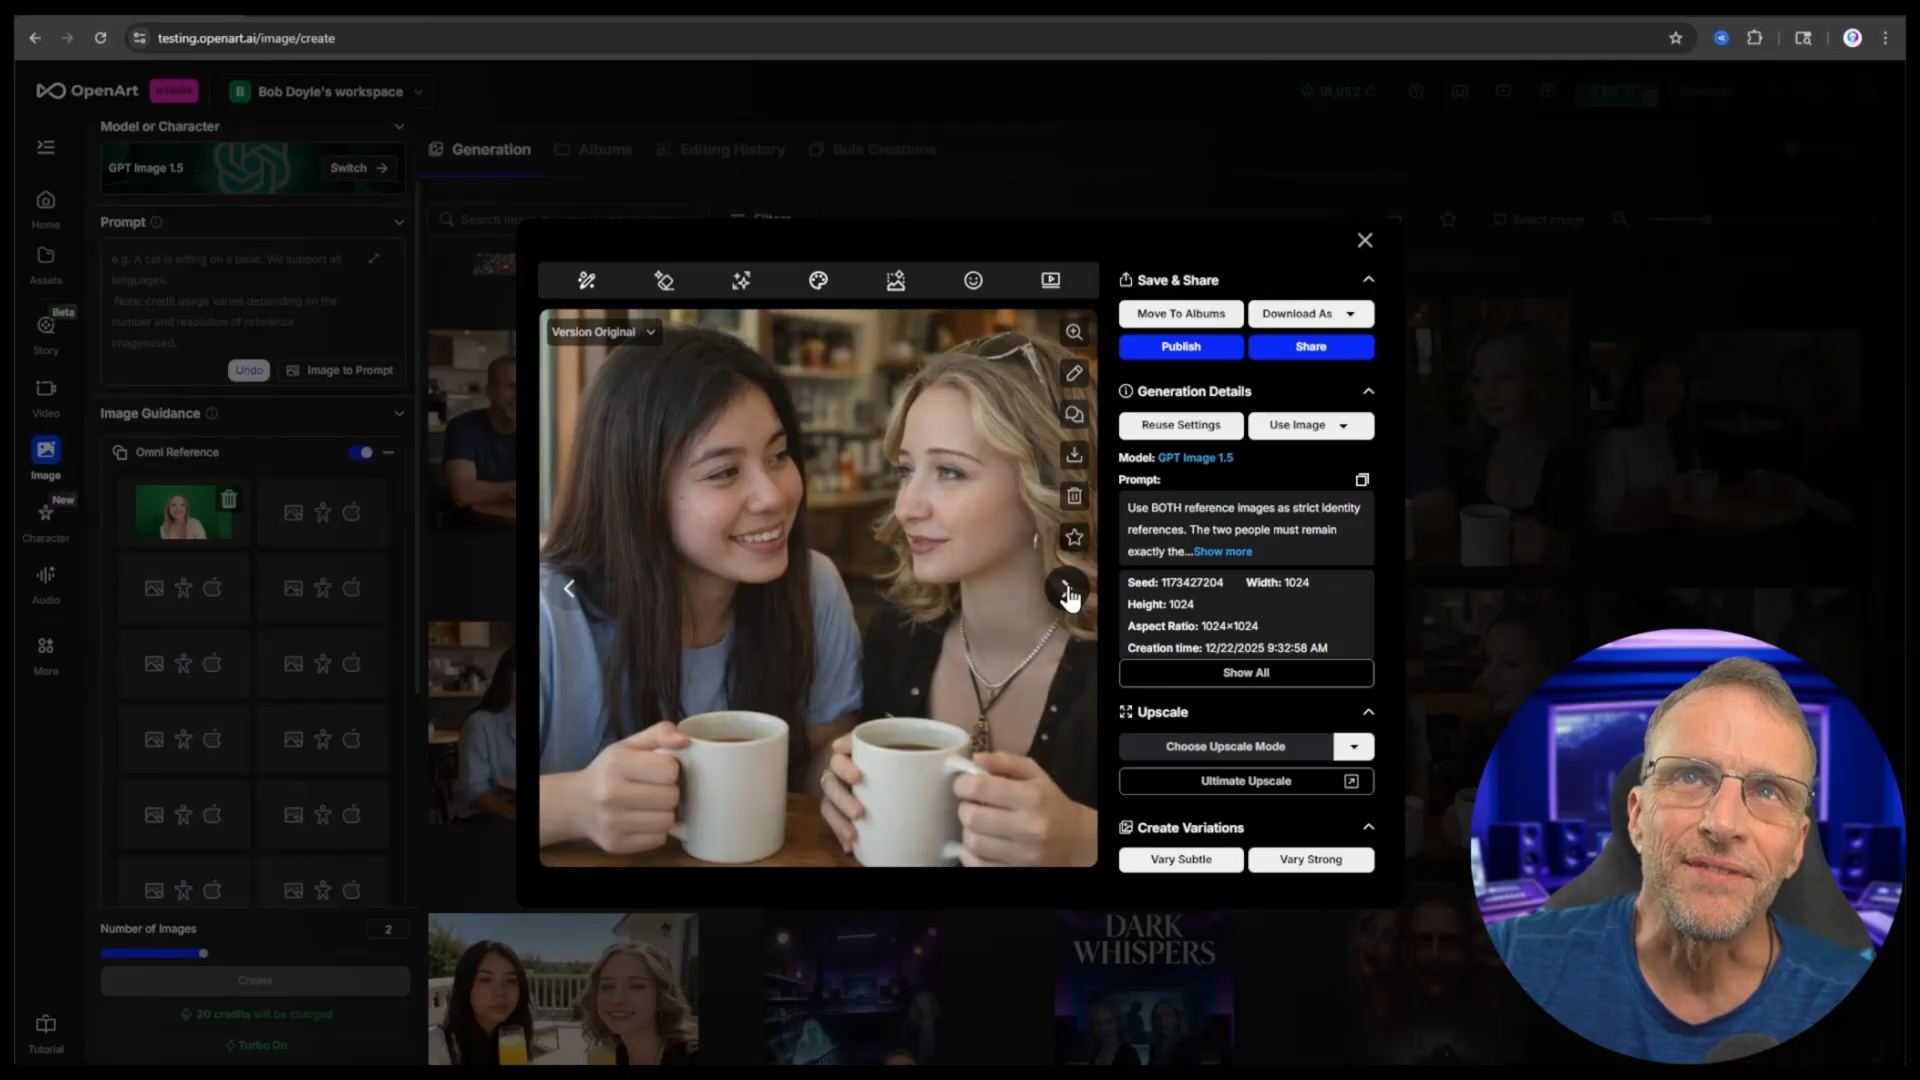 testing.openart.ai/image/create
OpenArt
Infinite
B Bob Doyle's workspace
18,952
Model or Character
GPT Image 1.5
Switch
Prompt
e.g. A cat is sitting on a table. We support all
languages.
Note: credit usage varies depending on the
number and resolution of reference
imagesused.
Undo
Image to Prompt
Image Guidance
Omni Reference
Number of Images
2
Create
20 credits will be charged
Turbo On
Home
Assets
Beta
Story
Video
Image
New
Character
Audio
More
Tutorial
Generation
Albums
Editing History
Bulk Creations
Filters
Select Image
Version Original
Save & Share
Move To Albums
Download As
Publish
Share
Generation Details
Reuse Settings
Use Image
Model: GPT Image 1.5
Prompt:
Use BOTH reference images as strict identity
references. The two people must remain
exactly the...Show more
Seed: 1173427204 Width: 1024
Height: 1024
Aspect Ratio: 1024×1024
Creation time: 12/22/2025 9:32:58 AM
Show All
Upscale
Choose Upscale Mode
Ultimate Upscale
Create Variations
Vary Subtle
Vary Strong
DARK
WHISPERS